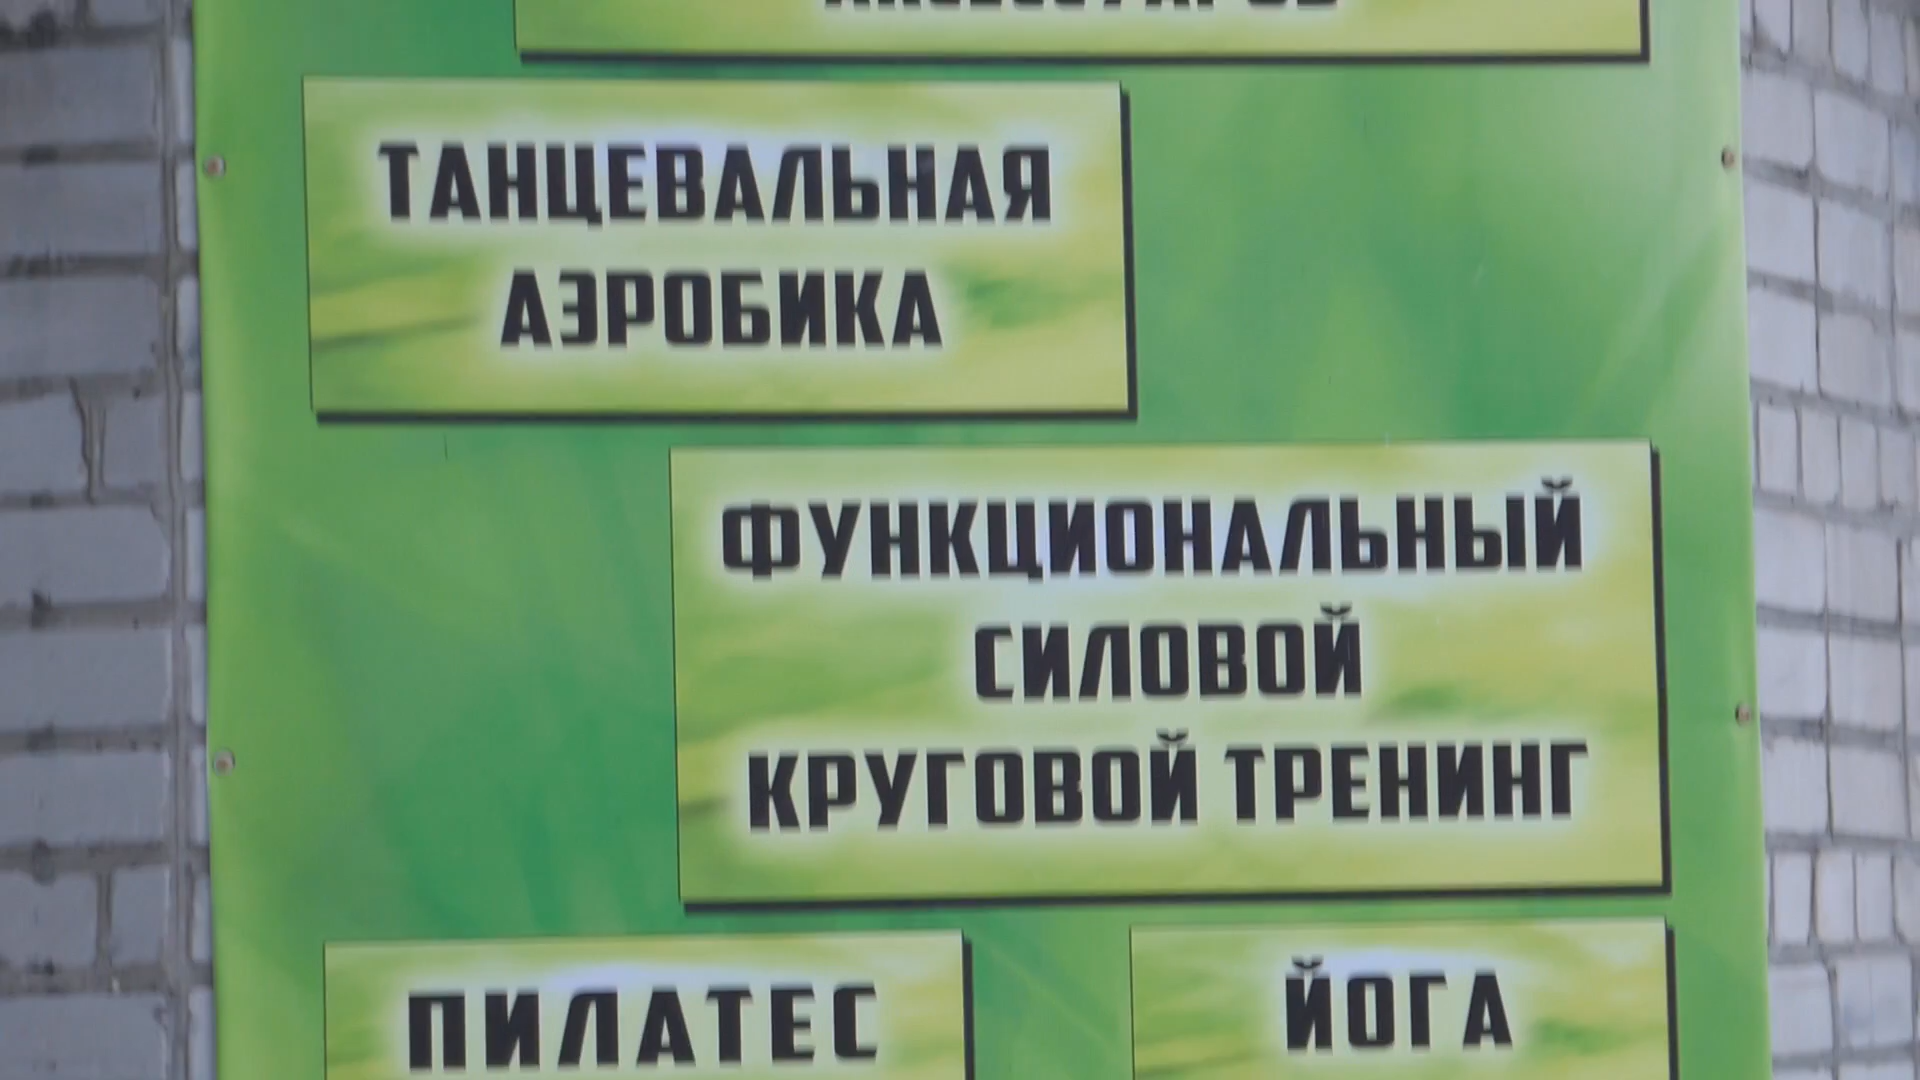 ТАНЦЕВАЛЬНАЯ
АЭРОБИКА
ФУНКЦИОНАЛЬНЫЙ
СИЛОВОЙ
КРУГОВОЙ ТРЕНИНГ
ПИЛАТЕС
ЙОГА